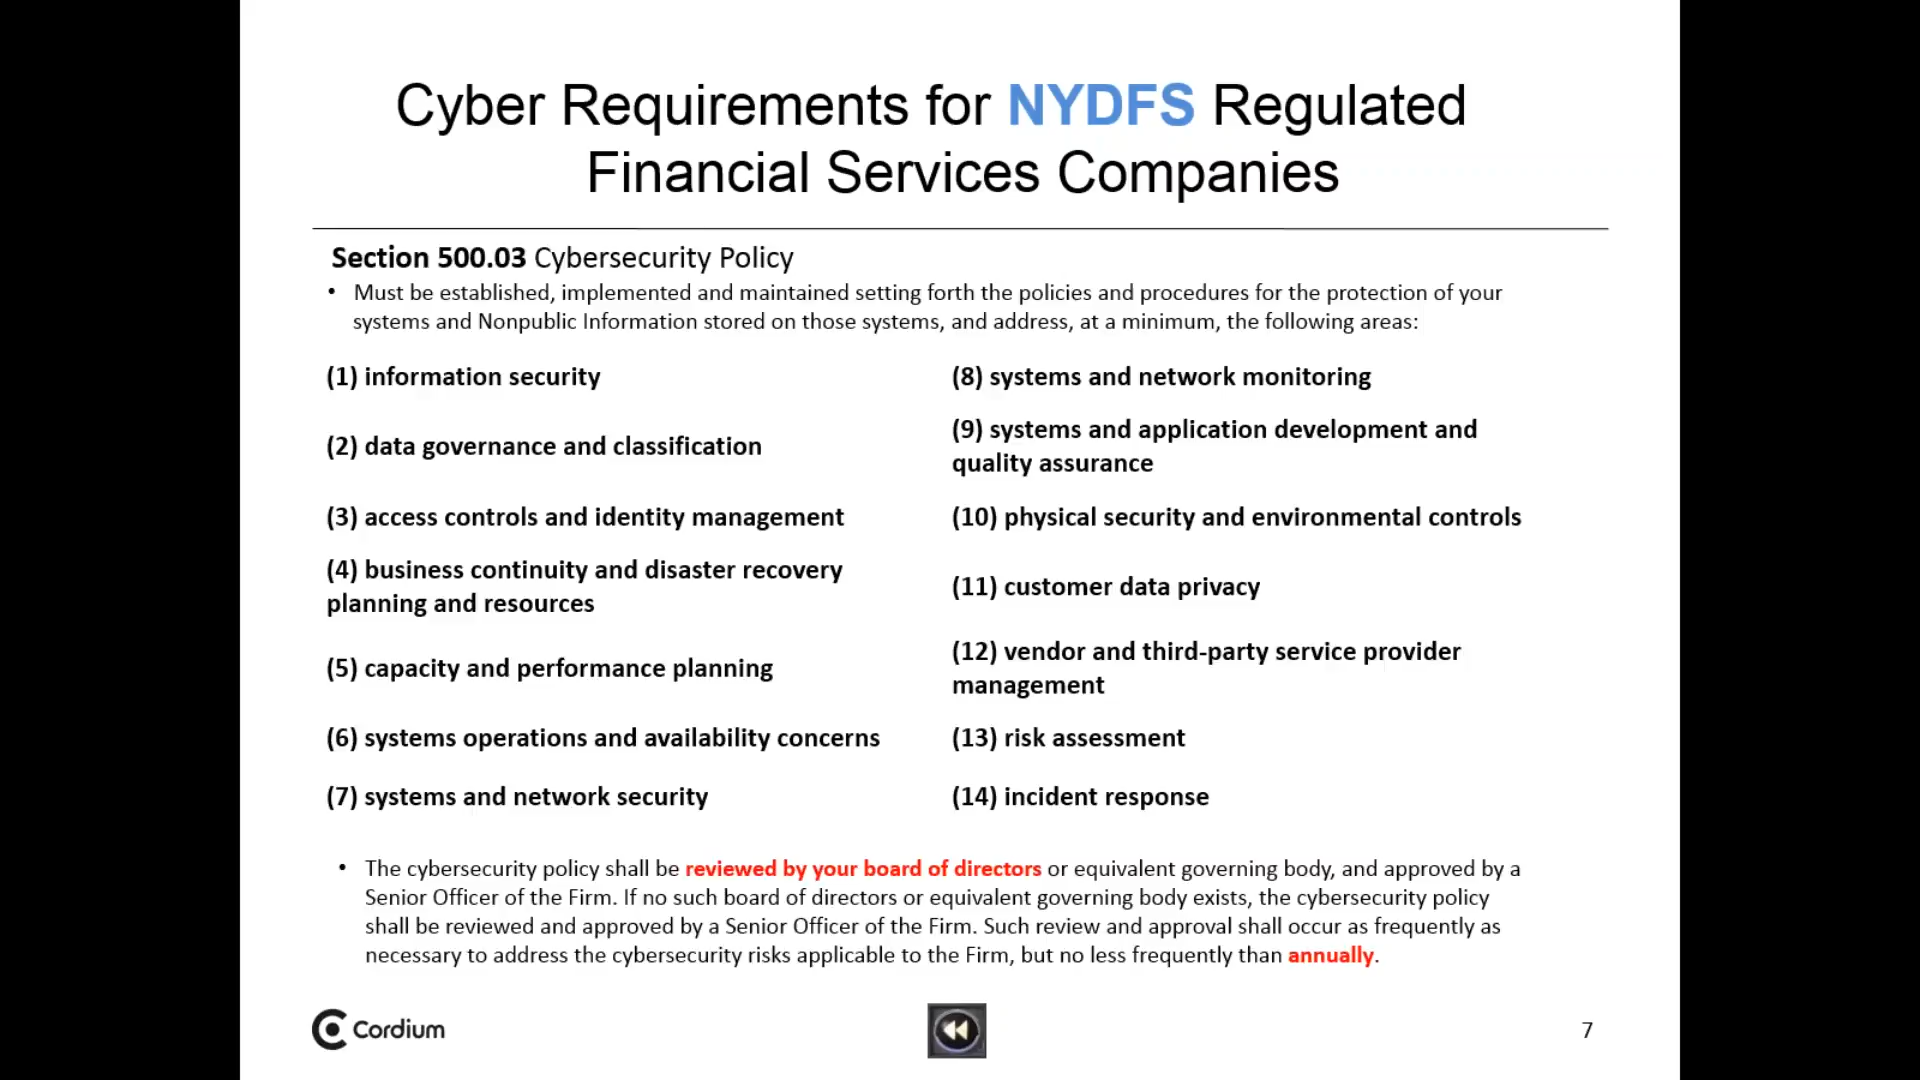 Cyber Requirements for NYDFS Regulated
Financial Services Companies
Section 500.03 Cybersecurity Policy
• Must be established, implemented and maintained setting forth the policies and procedures for the protection of your
systems and Nonpublic Information stored on those systems, and address, at a minimum, the following areas:
(1) information security
(2) data governance and classification
(3) access controls and identity management
(4) business continuity and disaster recovery
planning and resources
(5) capacity and performance planning
(6) systems operations and availability concerns
(7) systems and network security
(8) systems and network monitoring
(9) systems and application development and
quality assurance
(10) physical security and environmental controls
(11) customer data privacy
(12) vendor and third-party service provider
management
(13) risk assessment
(14) incident response
• The cybersecurity policy shall be reviewed by your board of directors or equivalent governing body, and approved by a
Senior Officer of the Firm. If no such board of directors or equivalent governing body exists, the cybersecurity policy
shall be reviewed and approved by a Senior Officer of the Firm. Such review and approval shall occur as frequently as
necessary to address the cybersecurity risks applicable to the Firm, but no less frequently than annually.
Cordium
7